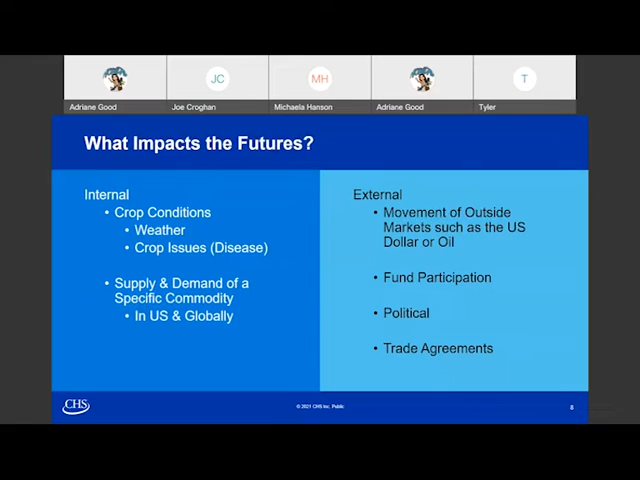 JC
MH
T
Adriane Good
Joe Croghan
Michaela Hanson
Adriane Good
Tyler
What Impacts the Futures?
Internal
• Crop Conditions
• Weather
• Crop Issues (Disease)
• Supply & Demand of a
Specific Commodity
• In US & Globally
External
• Movement of Outside
Markets such as the US
Dollar or Oil
• Fund Participation
• Political
• Trade Agreements
CHS
© 2021 CHS Inc. Public
8